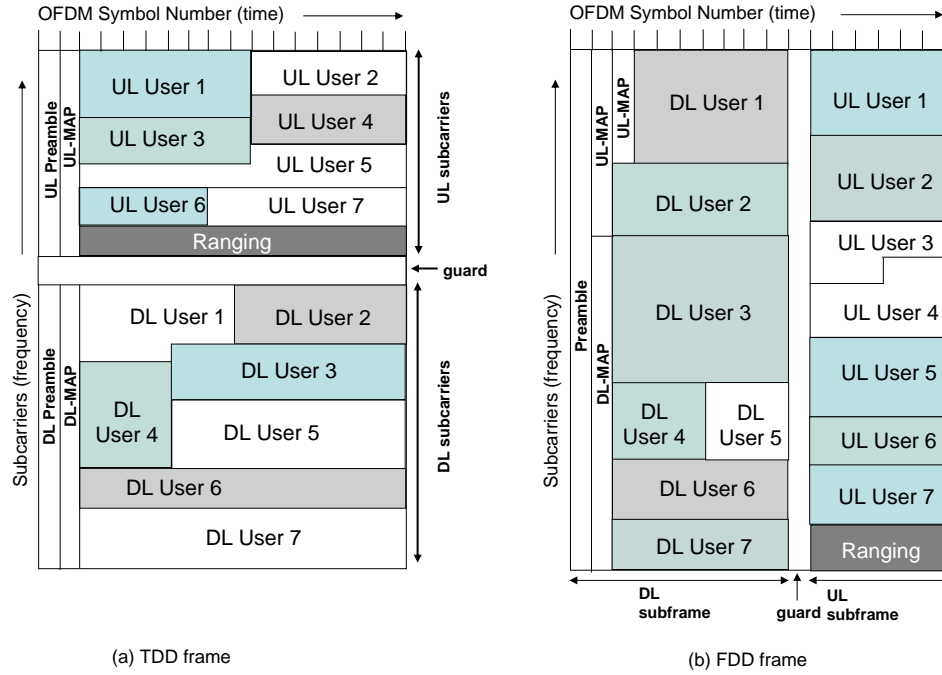 OFDM Symbol Number (time)
Subcarriers (frequency)
UL Preamble
UL-MAP
UL User 1
UL User 2
UL User 3
UL User 4
UL User 5
UL User 6
UL User 7
Ranging
UL subcarriers
guard
DL Preamble
DL-MAP
DL User 1
DL User 2
DL User 3
DL
User 4
DL User 5
DL User 6
DL User 7
DL subcarriers
(a) TDD frame
OFDM Symbol Number (time)
Subcarriers (frequency)
Preamble
UL-MAP
UL-MAP
DL-MAP
DL User 1
DL User 2
DL User 3
DL
User 4
DL
User 5
DL User 6
DL User 7
UL User 1
UL User 2
UL User 3
UL User 4
UL User 5
UL User 6
UL User 7
Ranging
DL
subframe
guard
UL
subframe
(b) FDD frame